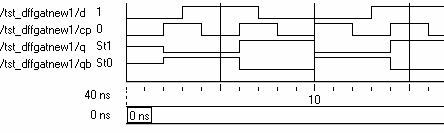 /tst_dffgatnew1/d 1
/tst_dffgatnew1/cp 0
/tst_dffgatnew1/q St1
/tst_dffgatnew1/qb St0
40 ns
10
0 ns 0 ns